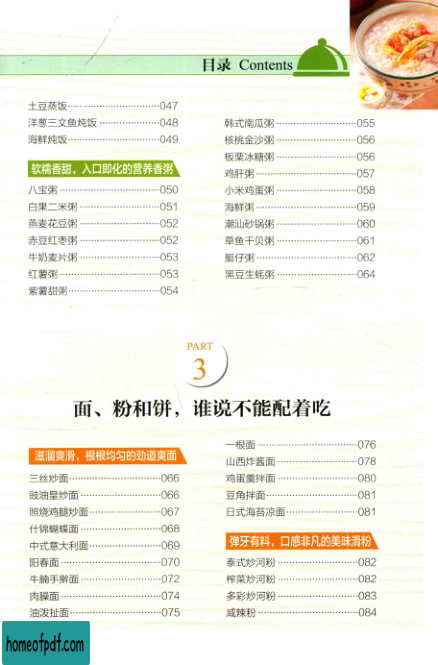 目录 Contents
土豆蒸饭 047
洋葱三文鱼炖饭 048
海鲜炖饭 049
软糯香甜，入口即化的营养香粥
八宝粥 050
白果二米粥 051
燕麦花豆粥 052
赤豆红枣粥 052
牛奶麦片粥 053
红薯粥 053
紫薯甜粥 054
韩式南瓜粥 055
核桃金沙粥 056
板栗冰糖粥 056
鸡肝粥 057
小米鸡蛋粥 058
海鲜粥 059
潮汕砂锅粥 060
草鱼干贝粥 061
艇仔粥 062
黑豆生蚝粥 064
PART
3
面、粉和饼，谁说不能配着吃
滋溜爽滑，根根均匀的劲道爽面
三丝炒面 066
豉油皇炒面 066
照烧鸡腿炒面 067
什锦蝴蝶面 068
中式意大利面 069
阳春面 070
牛腩手擀面 072
肉臊面 074
油泼扯面 075
一根面 076
山西炸酱面 078
鸡蛋羹拌面 080
豆角拌面 081
日式海苔凉面 081
弹牙有料，口感非凡的美味滑粉
泰式炒河粉 082
榨菜炒河粉 082
多彩炒河粉 083
咸辣粉 084
homeofpdf.com